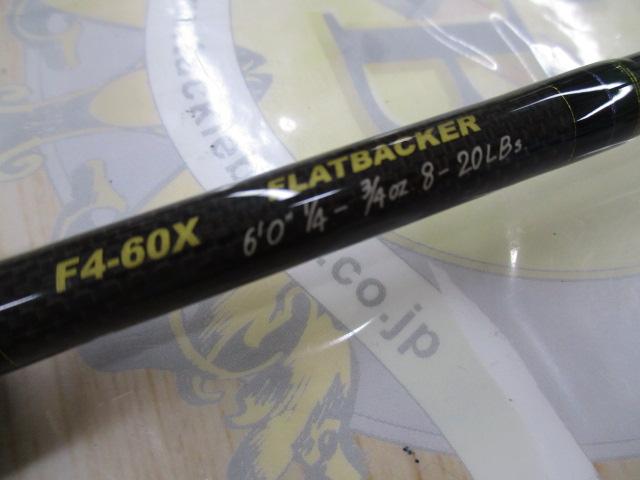 F4-60X
FLATBACKER
6'0" 1/4 - 3/4 oz 8-20LBs
.co.jp